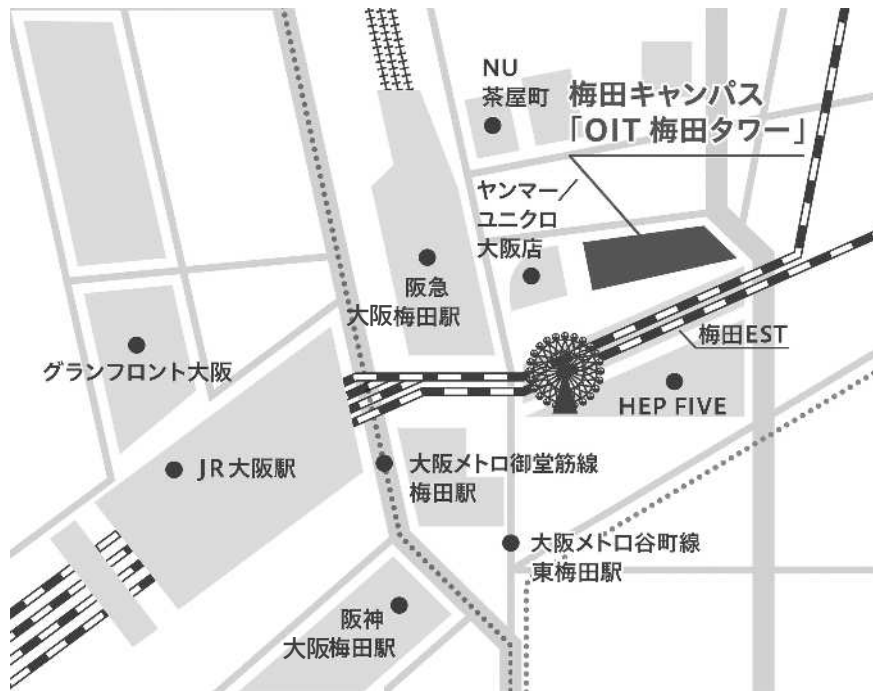 NU
茶屋町
梅田キャンパス
「OIT 梅田タワー」
ヤンマー／
ユニクロ
大阪店
阪急
大阪梅田駅
梅田EST
グランフロント大阪
HEP FIVE
JR大阪駅
大阪メトロ御堂筋線
梅田駅
大阪メトロ谷町線
東梅田駅
阪神
大阪梅田駅